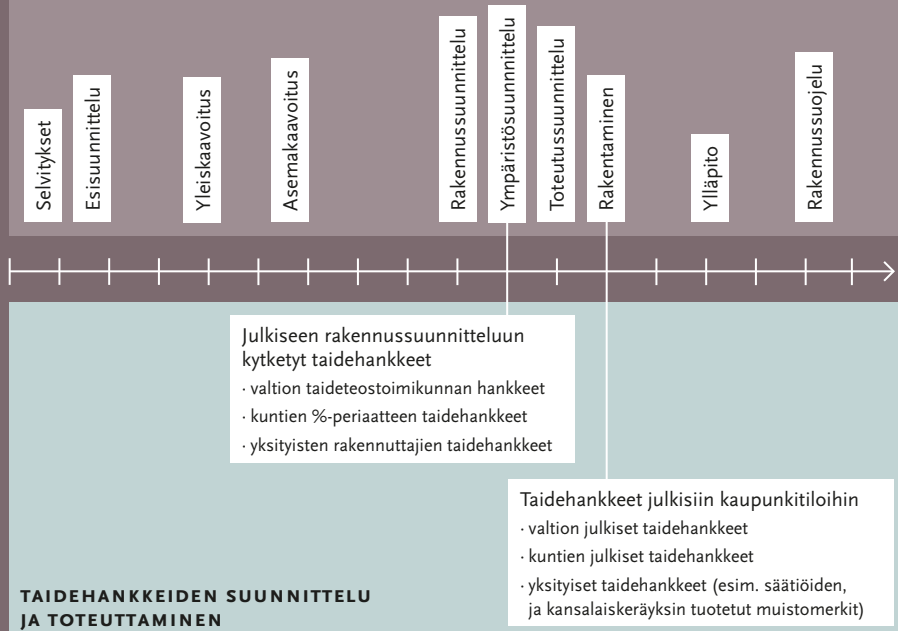 Selvitykset
Esisuunnittelu
Yleiskaavoitus
Asemakaavoitus
Rakennussuunnittelu
Ympäristösuunnnittelu
Toteutussuunnittelu
Rakentaminen
Ylläpito
Rakennussuojelu
Julkiseen rakennussuunnitteluun
kytketyt taidehankkeet
· valtion taideteostoimikunnan hankkeet
· kuntien %-periaatteen taidehankkeet
· yksityisten rakennuttajien taidehankkeet
Taidehankkeet julkisiin kaupunkitiloihin
· valtion julkiset taidehankkeet
· kuntien julkiset taidehankkeet
· yksityiset taidehankkeet (esim. säätiöiden,
ja kansalaiskeräyksin tuotetut muistomerkit)
TAIDEHANKKEIDEN SUUNNITTELU
JA TOTEUTTAMINEN